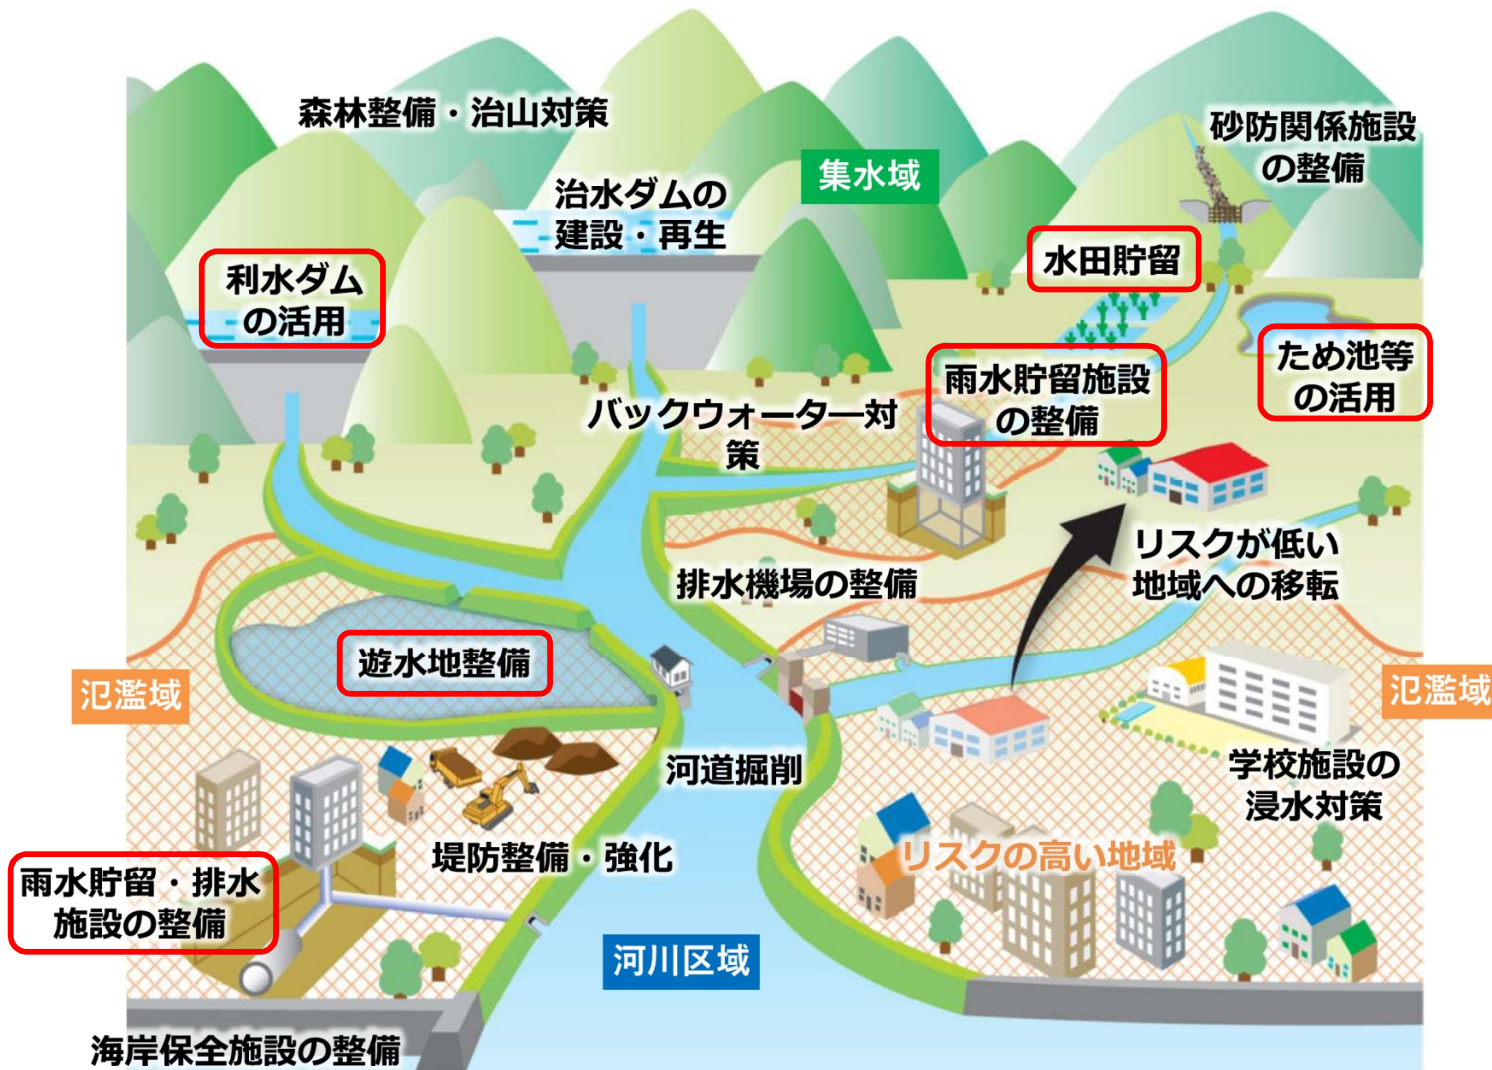 森林整備・治山対策
砂防関係施設
の整備
集水域
治水ダムの
建設・再生
水田貯留
利水ダム
の活用
ため池等
の活用
雨水貯留施設
の整備
バックウォーター対
策
リスクが低い
地域への移転
排水機場の整備
遊水地整備
氾濫域
氾濫域
河道掘削
学校施設の
浸水対策
堤防整備・強化
リスクの高い地域
雨水貯留・排水
施設の整備
河川区域
海岸保全施設の整備